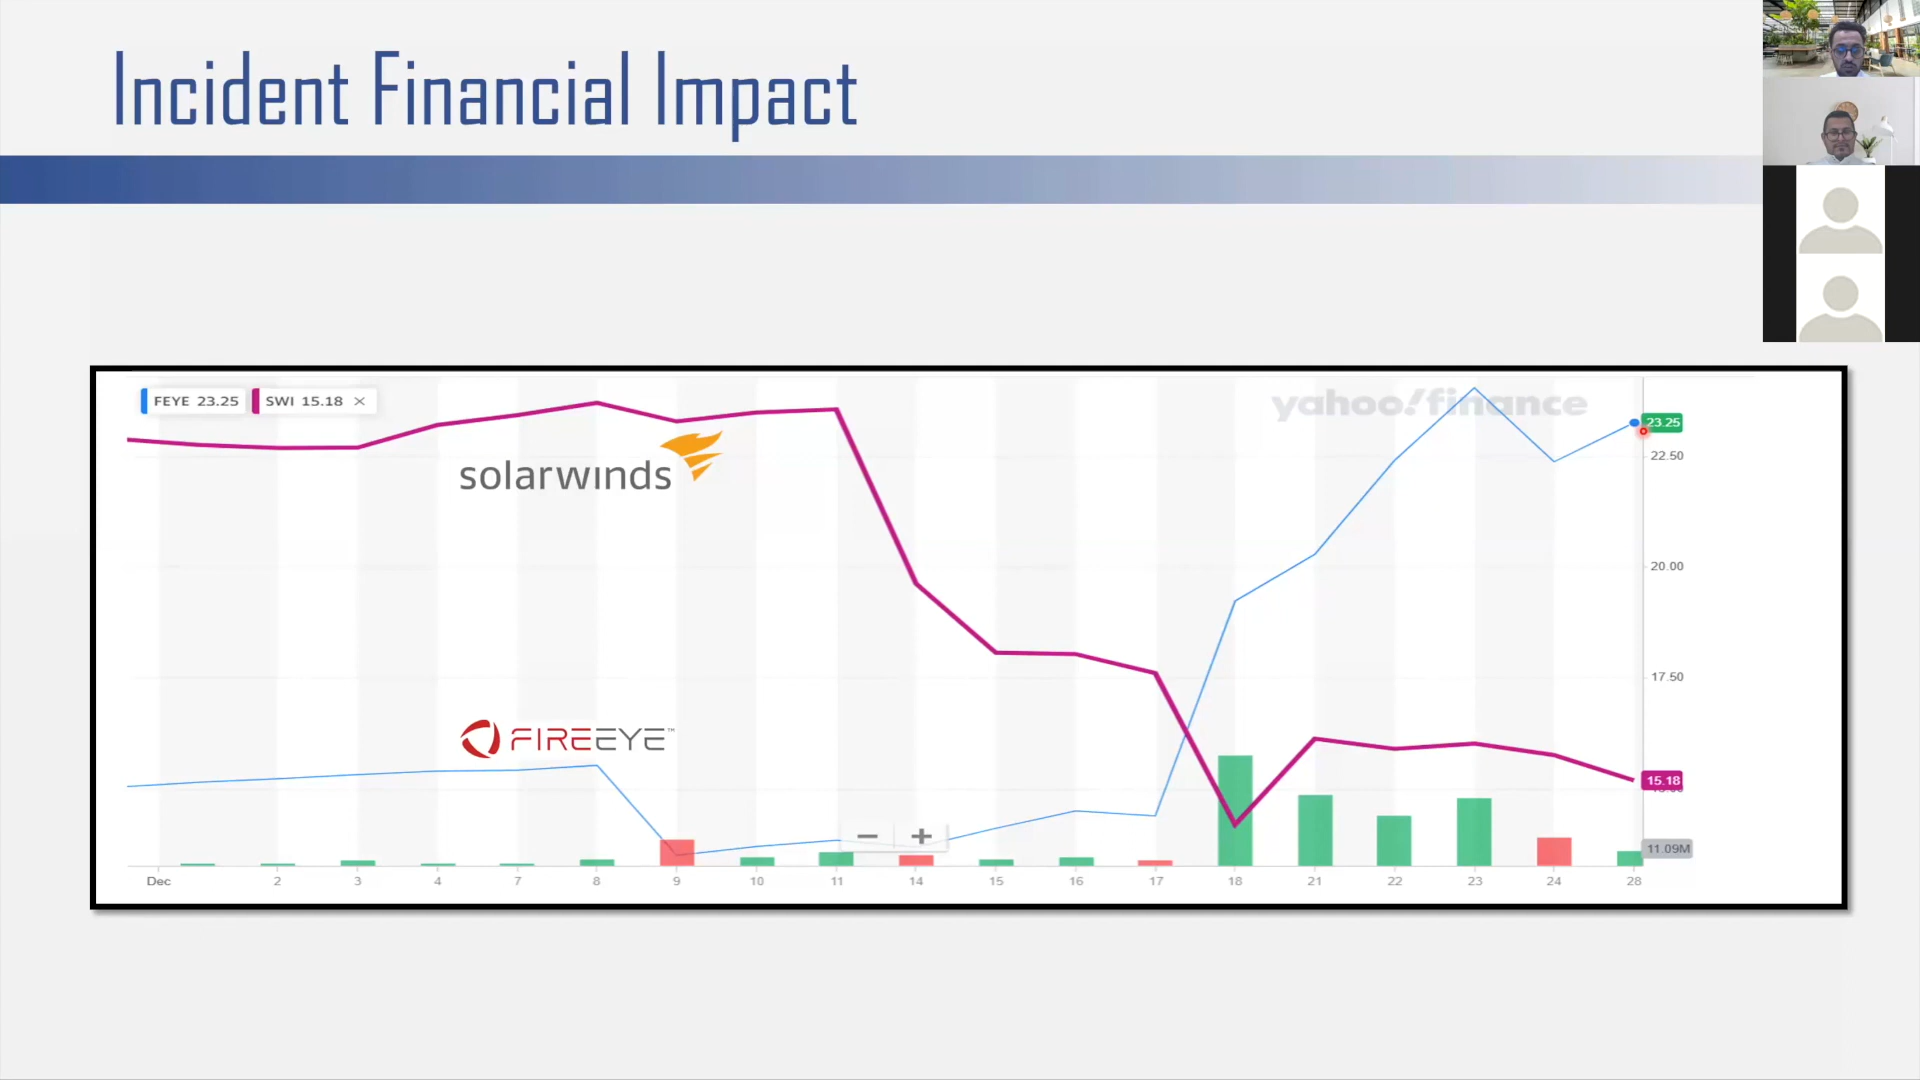 Incident Financial Impact
FEYE 23.25 SWI 15.18 ×
yahoo!finance
23.25
22.50
solarwinds
20.00
17.50
FIREEYE™
15.18
11.09M
Dec 2 3 4 7 8 9 10 11 14 15 16 17 18 21 22 23 24 28